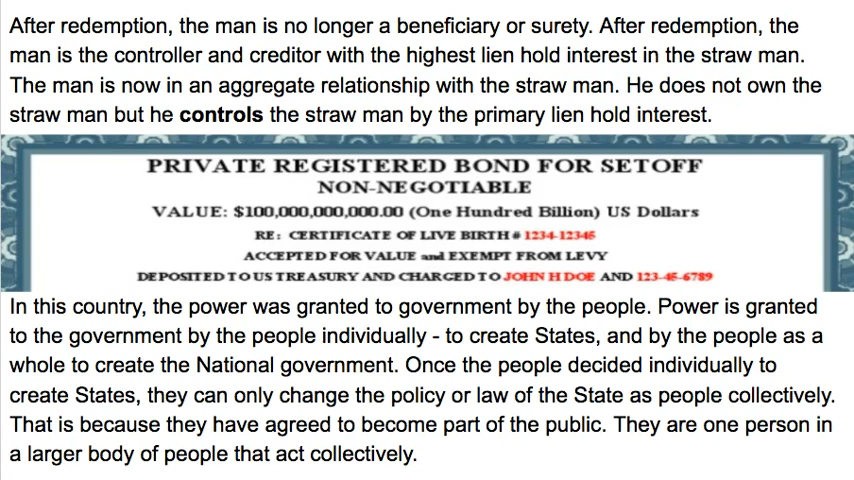 After redemption, the man is no longer a beneficiary or surety. After redemption, the
man is the controller and creditor with the highest lien hold interest in the straw man.
The man is now in an aggregate relationship with the straw man. He does not own the
straw man but he controls the straw man by the primary lien hold interest.
PRIVATE REGISTERED BOND FOR SETOFF
NON-NEGOTIABLE
VALUE: $100,000,000,000.00 (One Hundred Billion) US Dollars
RE: CERTIFICATE OF LIVE BIRTH# 1234-12345
ACCEPTED FOR VALUE and EXEMPT FROM LEVY
DEPOSITED TO US TREASURY AND CHARGED TO JOHN H DOE AND 123-45-6789
In this country, the power was granted to government by the people. Power is granted
to the government by the people individually - to create States, and by the people as a
whole to create the National government. Once the people decided individually to
create States, they can only change the policy or law of the State as people collectively.
That is because they have agreed to become part of the public. They are one person in
a larger body of people that act collectively.